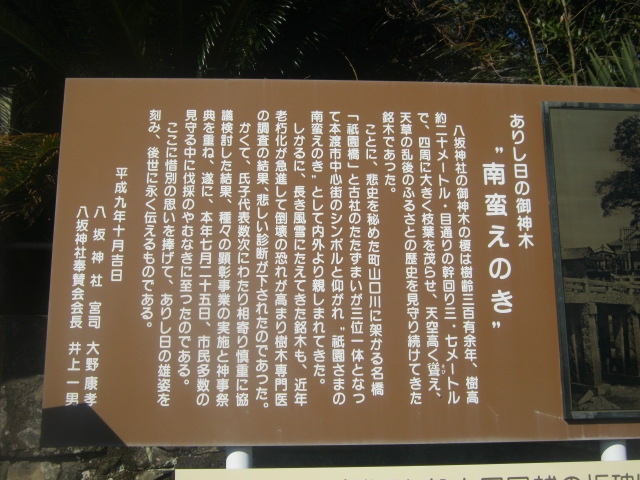 ありし日の御神木
〝南蛮えのき〟
八坂神社の御神木の榎は樹齢三百有余年、樹高
約二十メートル・目通りの幹回り三・七メートル
で、四周に大きく枝葉を茂らせ、天空高く聳え、
天草の乱後のふるさとの歴史を見守り続けてきた
銘木であった。
ことに、悲史を秘めた町山口川に架かる名橋
「祇園橋」と古社のたたずまいが三位一体となっ
て本渡市中心街のシンボルと仰がれ〝祇園さまの
南蛮えのき〟として内外より親しまれてきた。
しかるに、長き風雪にたえてきた銘木も、近年
老朽化が急進して倒壊の恐れが高まり樹木専門医
の調査の結果、悲しい診断が下されたのであった。
かくて、氏子代表数次にわたり相寄り慎重に協
議検討した結果、種々の顕彰事業の実施と神事祭
典を重ね、遂に、本年七月二十五日、市民多数の
見守る中に伐採のやむなきに至ったのである。
ここに惜別の思いを捧げて、ありし日の雄姿を
刻み、後世に永く伝えるものである。
平成九年十月吉日
八坂神社 宮司 大野康孝
八坂神社奉賛会会長 井上一男